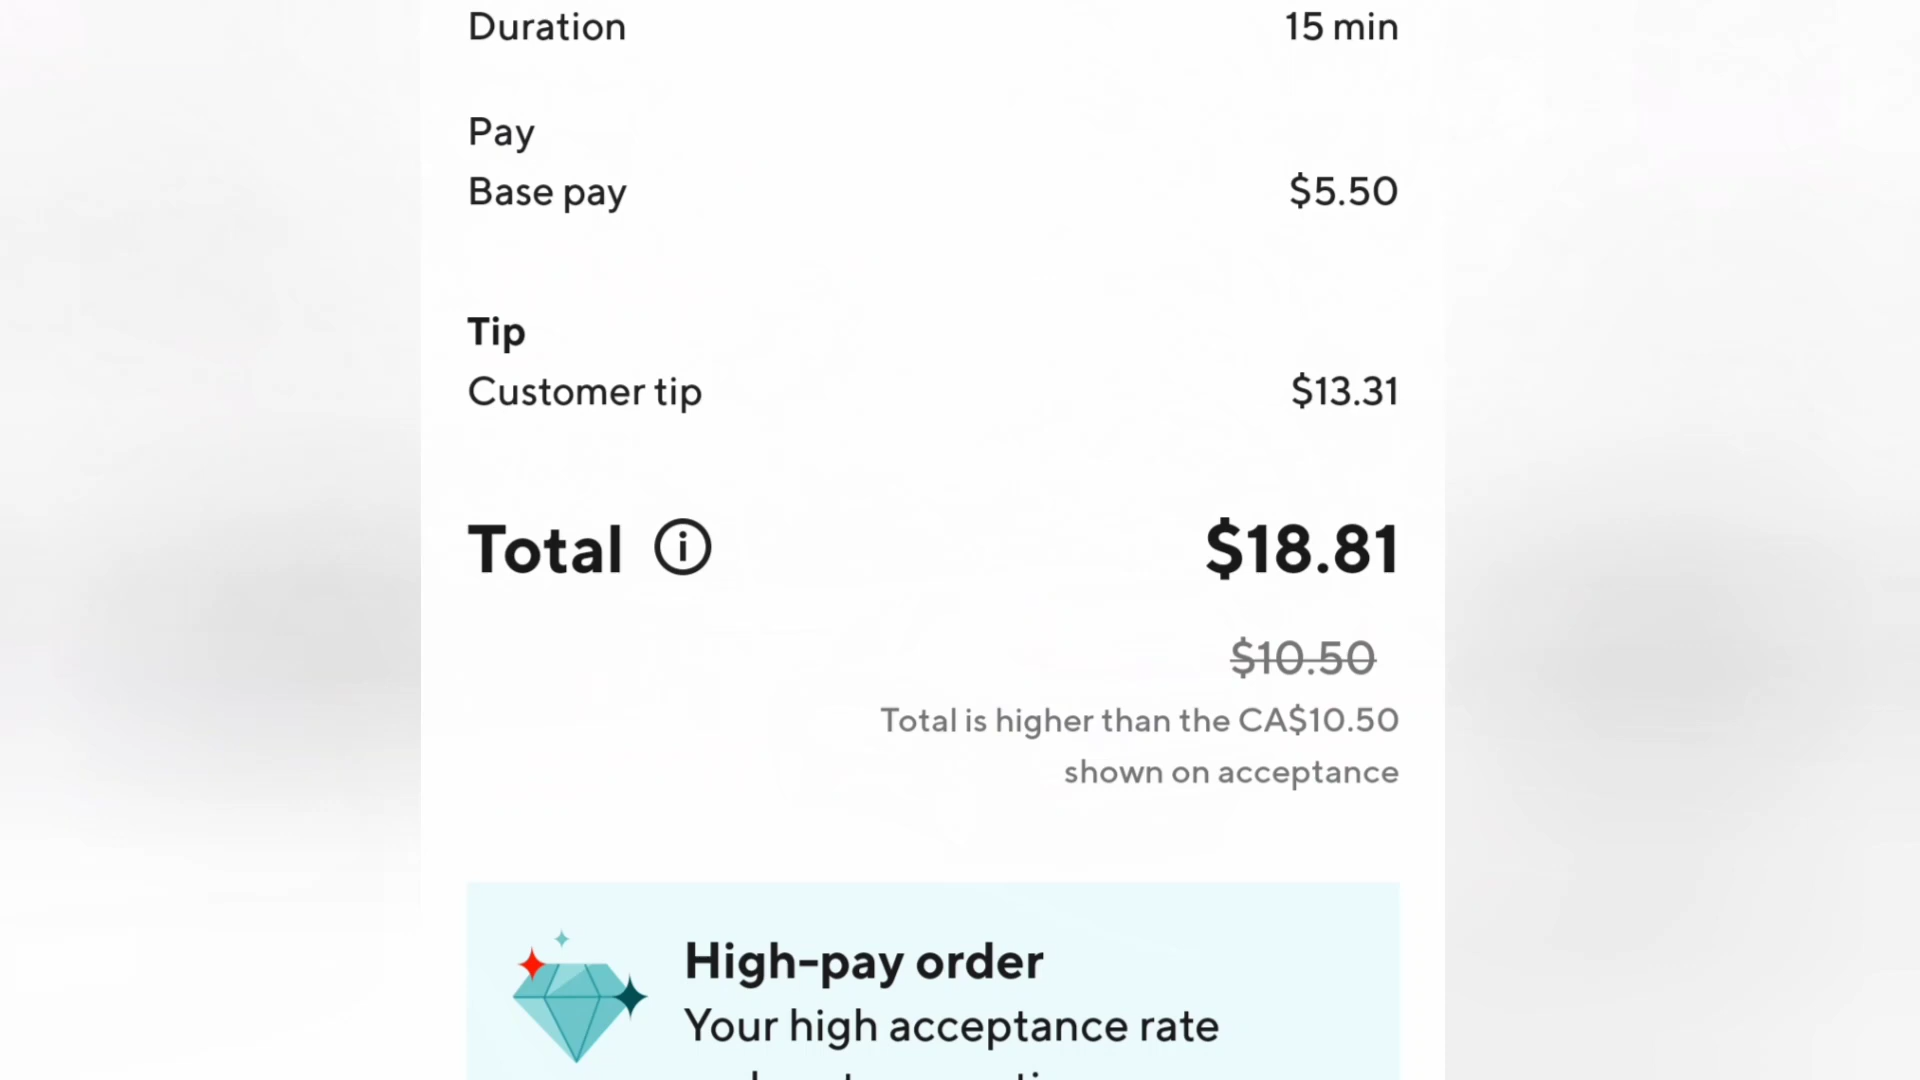 Duration 15 min
Pay
Base pay $5.50
Tip
Customer tip $13.31
Total $18.81
$10.50
Total is higher than the CA$10.50
shown on acceptance
High-pay order
Your high acceptance rate